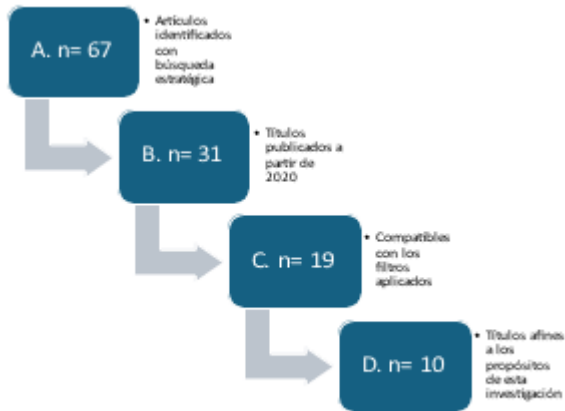 A. n= 67
• Artículos
identificados
con
búsqueda
estratégica
B. n= 31
• Títulos
publicados a
partir de
2020
C. n= 19
• Compatibles
con los
filtros
aplicados
D. n= 10
• Títulos afines
a los
propósitos
de esta
investigación